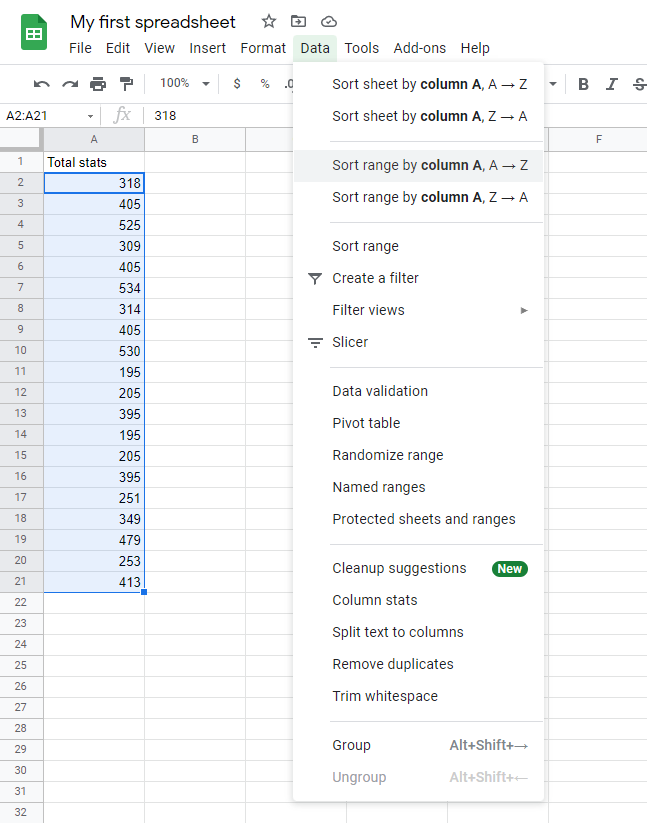 My first spreadsheet
File Edit View Insert Format Data Tools Add-ons Help
100% $ % .0 B I S
A2:A21 fx 318
A B F
1 Total stats
2 318
3 405
4 525
5 309
6 405
7 534
8 314
9 405
10 530
11 195
12 205
13 395
14 195
15 205
16 395
17 251
18 349
19 479
20 253
21 413
22
23
24
25
26
27
28
29
30
31
32
Sort sheet by column A, A → Z
Sort sheet by column A, Z → A
Sort range by column A, A → Z
Sort range by column A, Z → A
Sort range
Create a filter
Filter views ►
Slicer
Data validation
Pivot table
Randomize range
Named ranges
Protected sheets and ranges
Cleanup suggestions New
Column stats
Split text to columns
Remove duplicates
Trim whitespace
Group Alt+Shift+→
Ungroup Alt+Shift+←